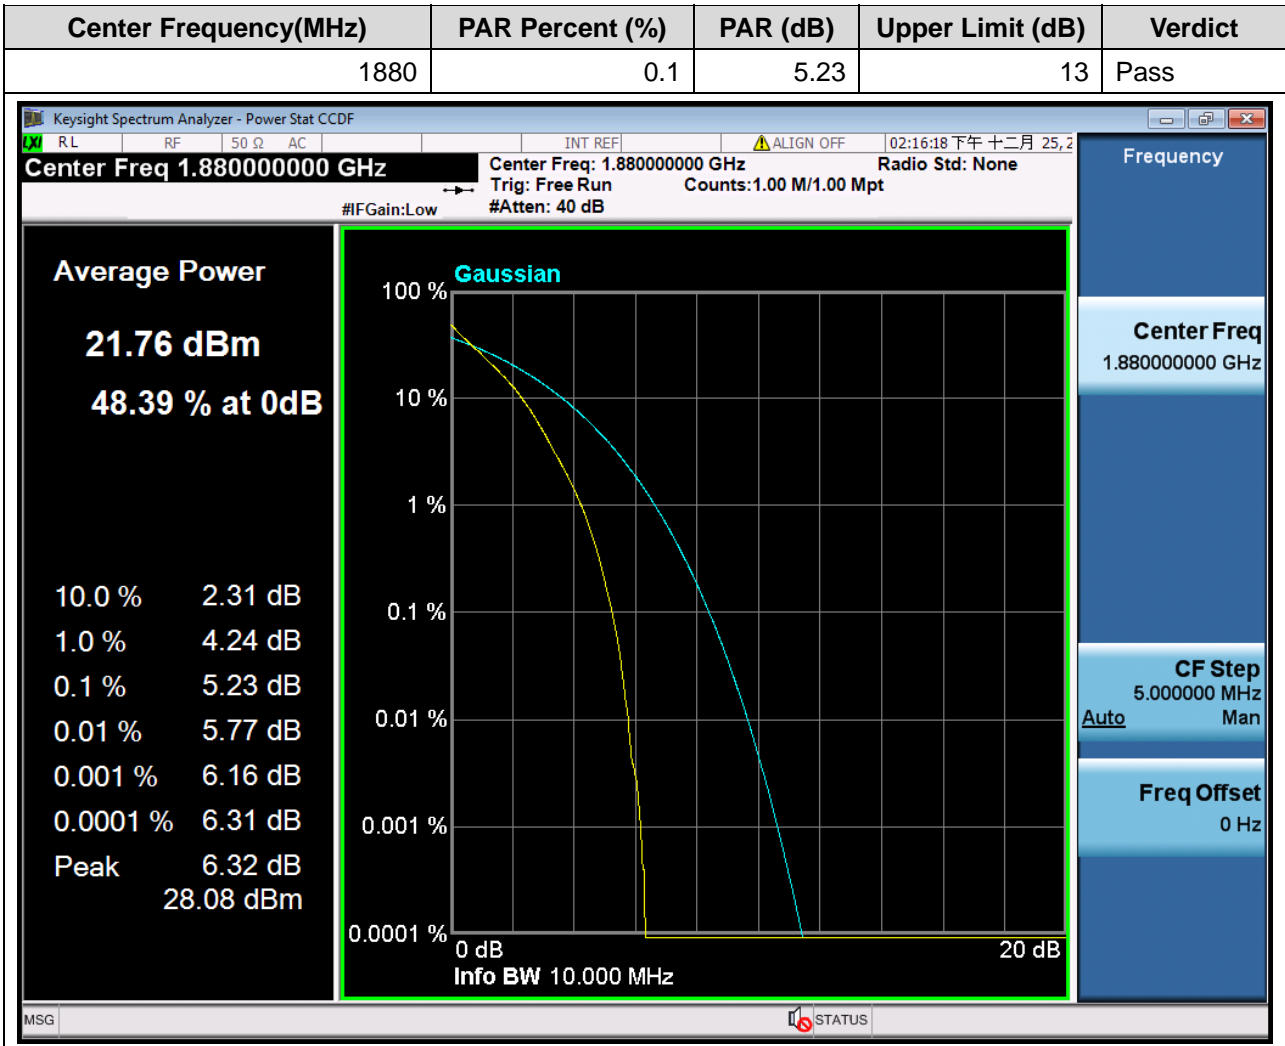 Center Frequency(MHz) PAR Percent (%) PAR (dB) Upper Limit (dB) Verdict
1880 0.1 5.23 13 Pass
Keysight Spectrum Analyzer - Power Stat CCDF
LXI RL RF 50 Ω AC INT REF ALIGN OFF 02:16:18下午 十二月 25, 2
Center Freq 1.880000000 GHz
Center Freq: 1.880000000 GHz Radio Std: None
Trig: Free Run Counts:1.00 M/1.00 Mpt
#IFGain:Low #Atten: 40 dB
Frequency
Average Power
21.76 dBm
48.39 % at 0dB
10.0 % 2.31 dB
1.0 % 4.24 dB
0.1 % 5.23 dB
0.01 % 5.77 dB
0.001 % 6.16 dB
0.0001 % 6.31 dB
Peak 6.32 dB
28.08 dBm
Gaussian
100 %
10 %
1 %
0.1 %
0.01 %
0.001 %
0.0001 %
0 dB 20 dB
Info BW 10.000 MHz
Center Freq
1.880000000 GHz
CF Step
5.000000 MHz
Auto Man
Freq Offset
0 Hz
MSG STATUS